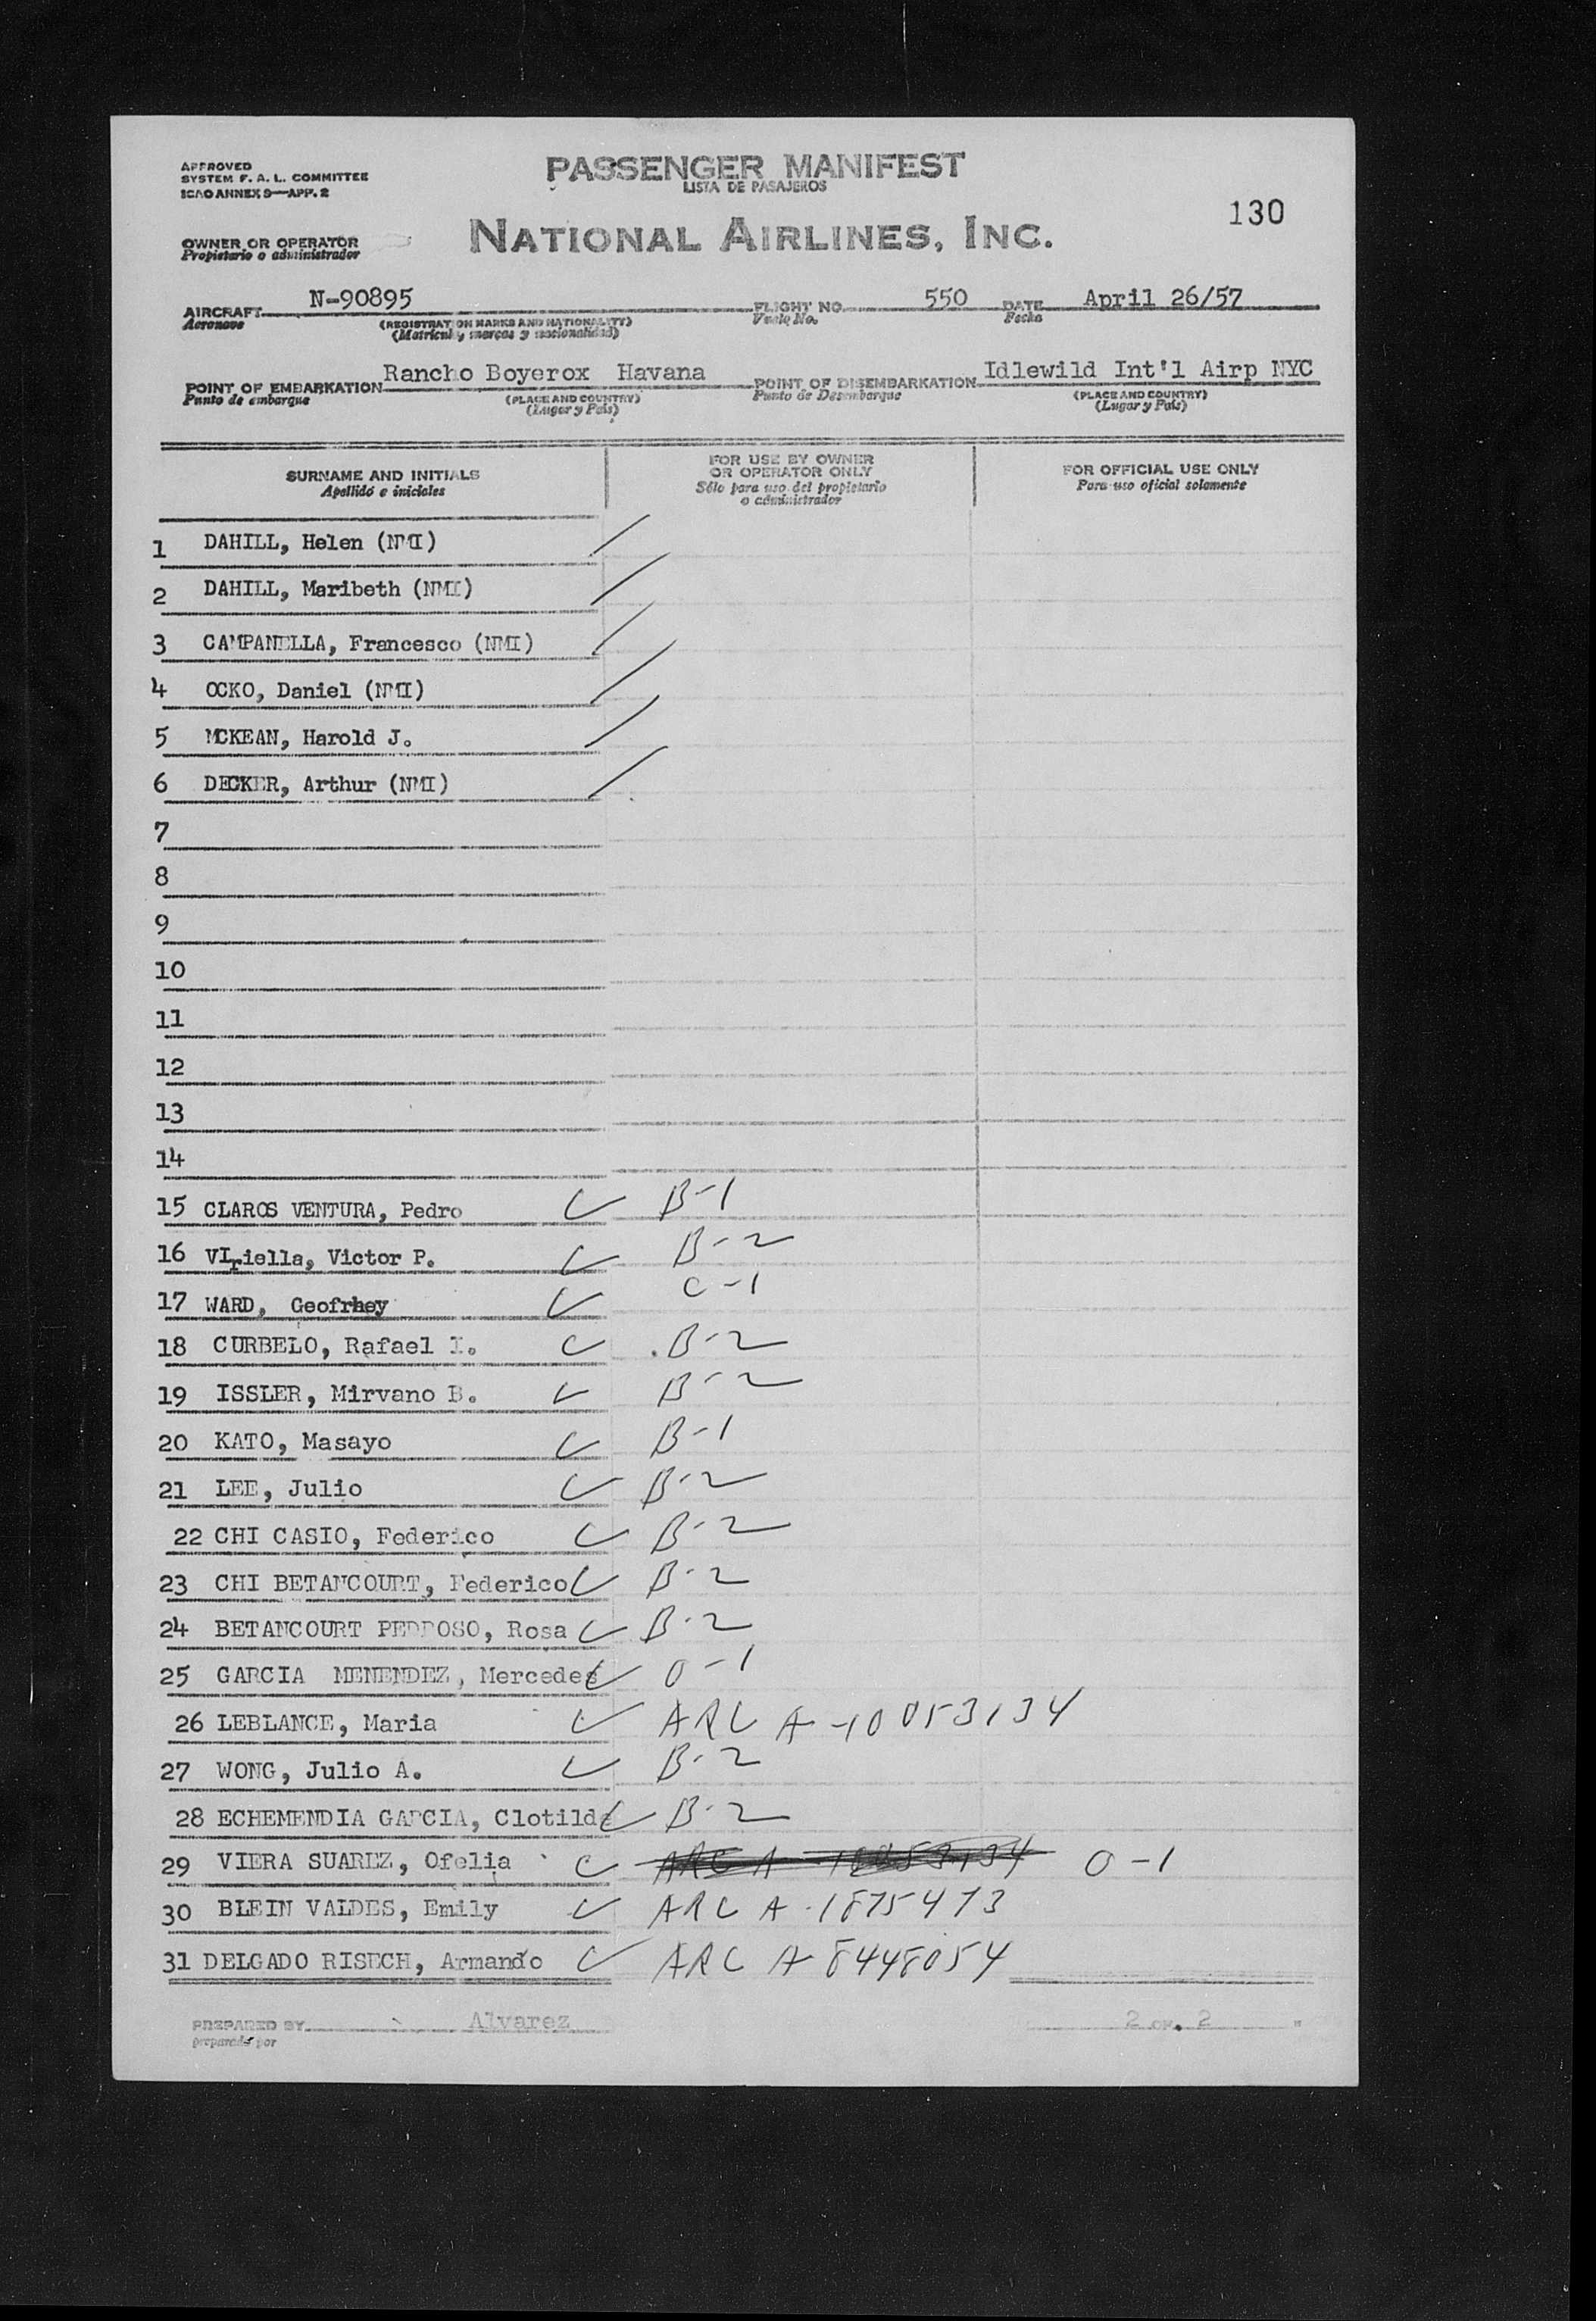 APPROVED
SYSTEM F. A. L. COMMITTEE
ICAO ANNEX 9—APP. 2
PASSENGER MANIFEST
LISTA DE PASAJEROS
130
OWNER OR OPERATOR
Propietario o administrador
NATIONAL AIRLINES, INC.
AIRCRAFT N-90895 FLIGHT NO. 550 DATE April 26/57
Aeronave (REGISTRATION MARKS AND NATIONALITY) Vuelo No. Fecha
(Matricula, marcas y nacionalidad)
POINT OF EMBARKATION Rancho Boyerox Havana POINT OF DISEMBARKATION Idlewild Int'l Airp NYC
Punto de embarque (PLACE AND COUNTRY) Punto de Desembarque (PLACE AND COUNTRY)
(Lugar y País) (Lugar y País)
SURNAME AND INITIALS
Apellido e iniciales
FOR USE BY OWNER
OR OPERATOR ONLY
Sólo para uso del propietario
o administrador
FOR OFFICIAL USE ONLY
Para uso oficial solamente
1 DAHILL, Helen (NMI)
2 DAHILL, Maribeth (NMI)
3 CAMPANELLA, Francesco (NMI)
4 OCKO, Daniel (NMI)
5 MCKEAN, Harold J.
6 DECKER, Arthur (NMI)
7
8
9
10
11
12
13
14
15 CLAROS VENTURA, Pedro B-1
16 VIriella, Victor P. B-2
17 WARD, Geofrhey C-1
18 CURBELO, Rafael I. B-2
19 ISSLER, Mirvano B. B-2
20 KATO, Masayo B-1
21 LEE, Julio B-2
22 CHI CASIO, Federico B-2
23 CHI BETANCOURT, Federico B-2
24 BETANCOURT PEDROSO, Rosa B-2
25 GARCIA MENENDEZ, Mercedes O-1
26 LEBLANCE, Maria ARC A-10053134
27 WONG, Julio A. B-2
28 ECHEMENDIA GARCIA, Clotilde B-2
29 VIERA SUAREZ, Ofelia ARC A-10053134 O-1
30 BLEIN VALDES, Emily ARC A-1875473
31 DELGADO RISECH, Armando ARC A-8448054
PREPARED BY Alvarez 2 OF. 2
preparado por